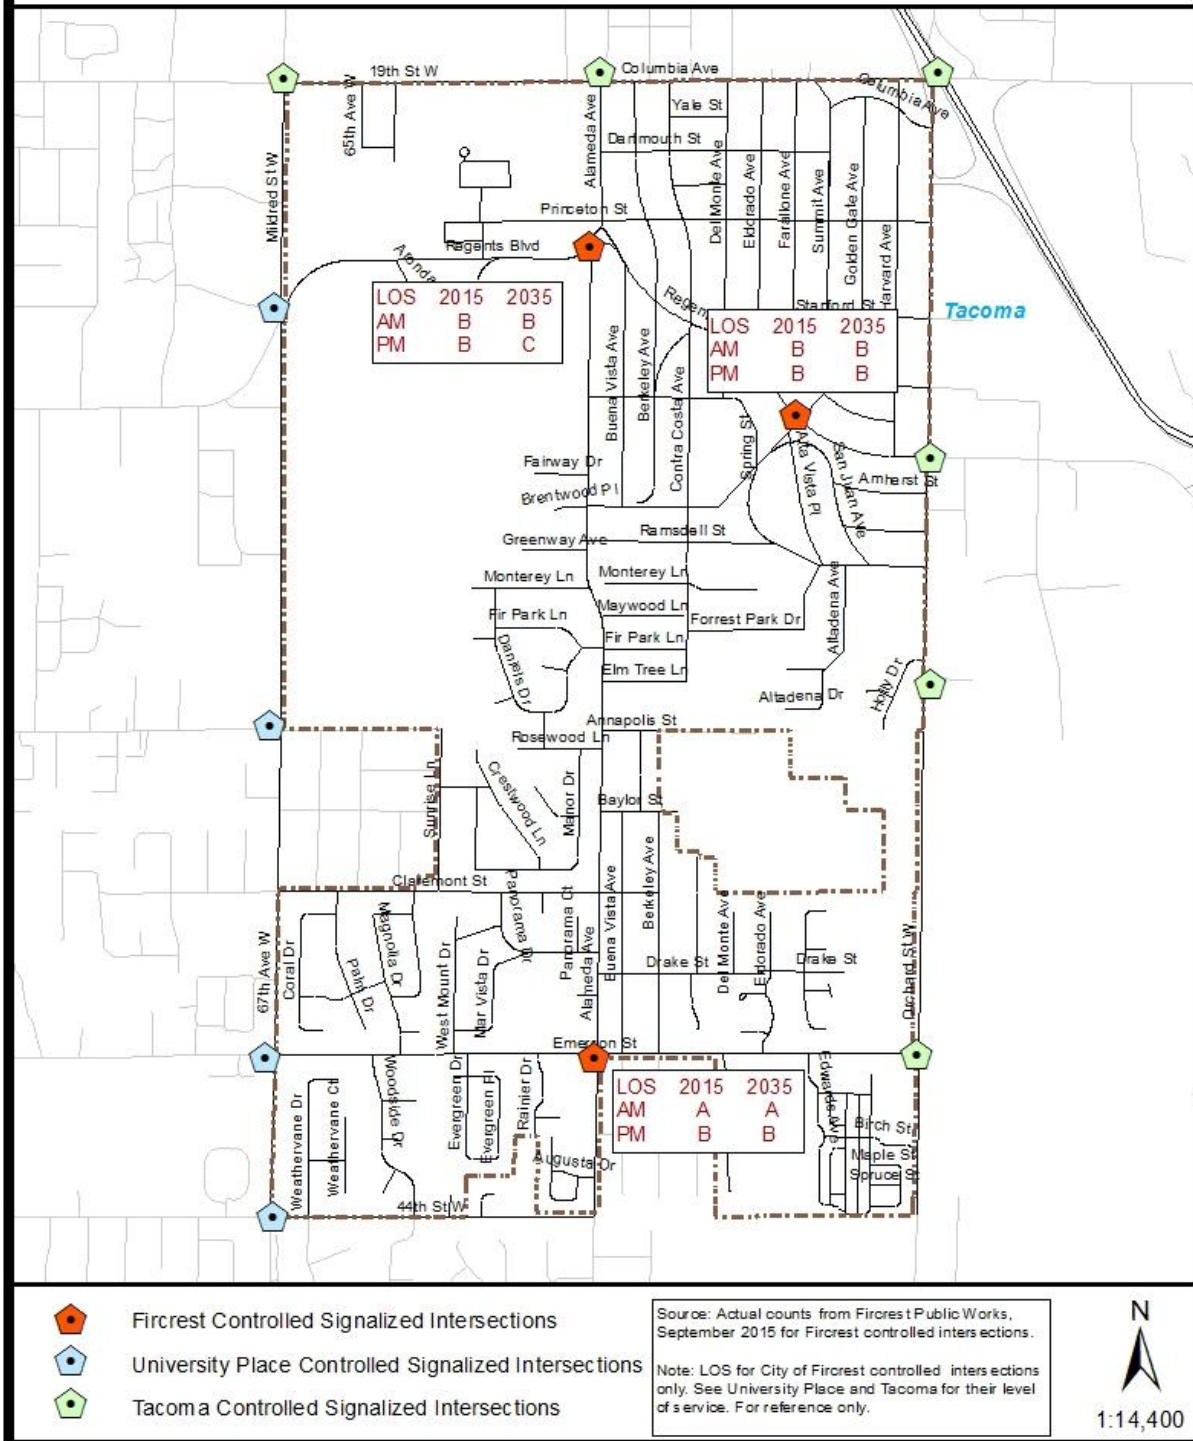 19th St W
Columbia Ave
Columbia Ave
65th Ave W
Alameda Ave
Yale St
Dartmouth St
Mildred St W
Del Monte Ave
Eldorado Ave
Farallone Ave
Summit Ave
Golden Gate Ave
Harvard Ave
Princeton St
Regents Blvd
LOS 2015 2035
AM B B
PM B C
Stanford St
Tacoma
LOS 2015 2035
AM B B
PM B B
Buena Vista Ave
Berkeley Ave
Contra Costa Ave
Spring St
Alta Vista Pl
San Juan Ave
Amherst St
Fairway Dr
Brentwood Pl
Ramsdell St
Greenway Ave
Monterey Ln
Monterey Ln
Maywood Ln
Fir Park Ln
Forrest Park Dr
Altadena Ave
Fir Park Ln
Daniels Dr
Elm Tree Ln
Altadena Dr
Holly Dr
Annapolis St
Rosewood Ln
Sunrise Ln
Crestwood Ln
Manor Dr
Baylor St
Claremont St
Panorama Dr
Panorama Ct
Buena Vista Ave
Berkeley Ave
Del Monte Ave
Eldorado Ave
67th Ave W
Coral Dr
Palm Dr
Magnolia Dr
West Mount Dr
Mar Vista Dr
Alameda Ave
Drake St
Drake St
Orchard St W
Emerson St
LOS 2015 2035
AM A A
PM B B
Weathervane Dr
Weathervane Ct
Woodside Dr
Evergreen Dr
Evergreen Pl
Rainier Dr
Augusta Dr
Edwards Ave
Birch St
Maple St
Spruce St
44th St W
Fircrest Controlled Signalized Intersections
University Place Controlled Signalized Intersections
Tacoma Controlled Signalized Intersections
Source: Actual counts from Fircrest Public Works,
September 2015 for Fircrest controlled intersections.
Note: LOS for City of Fircrest controlled intersections
only. See University Place and Tacoma for their level
of service. For reference only.
N
1:14,400